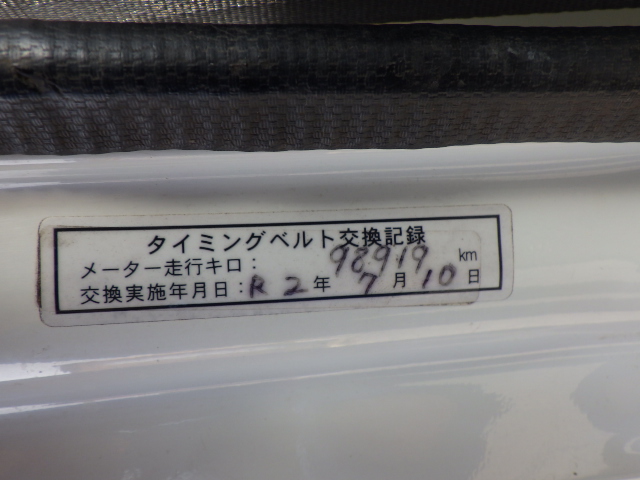 タイミングベルト交換記録
メーター走行キロ: 98919 km
交換実施年月日:R 2年 7月 10日